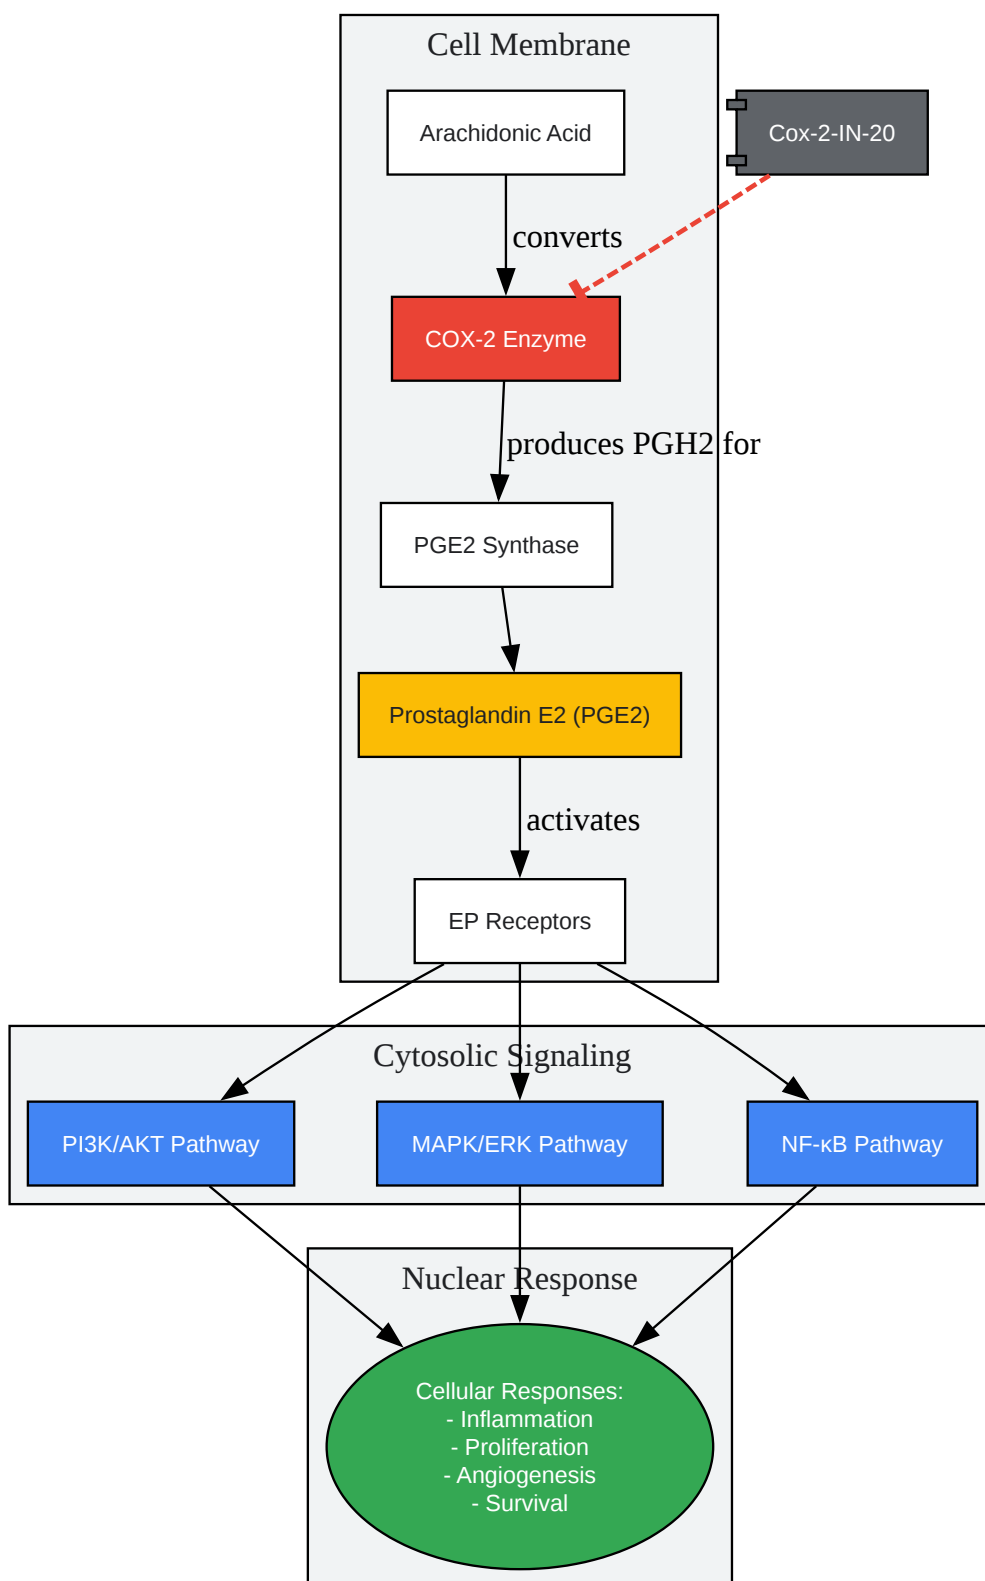 Cell Membrane
Arachidonic Acid
Cox-2-IN-20
converts
COX-2 Enzyme
produces PGH2 for
PGE2 Synthase
Prostaglandin E2 (PGE2)
activates
EP Receptors
Cytosolic Signaling
PI3K/AKT Pathway
MAPK/ERK Pathway
NF-κB Pathway
Nuclear Response
Cellular Responses:
- Inflammation
- Proliferation
- Angiogenesis
- Survival